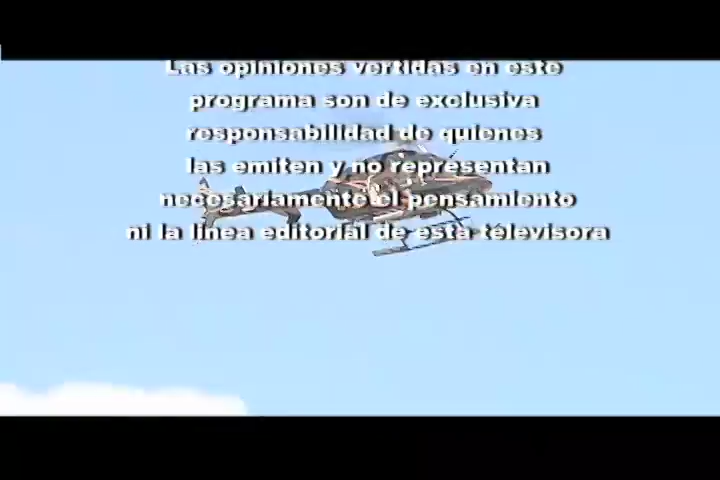 Las opiniones vertidas en este
programa son de exclusiva
responsabilidad de quienes
las emiten y no representan
necesariamente el pensamiento
ni la línea editorial de esta televisora